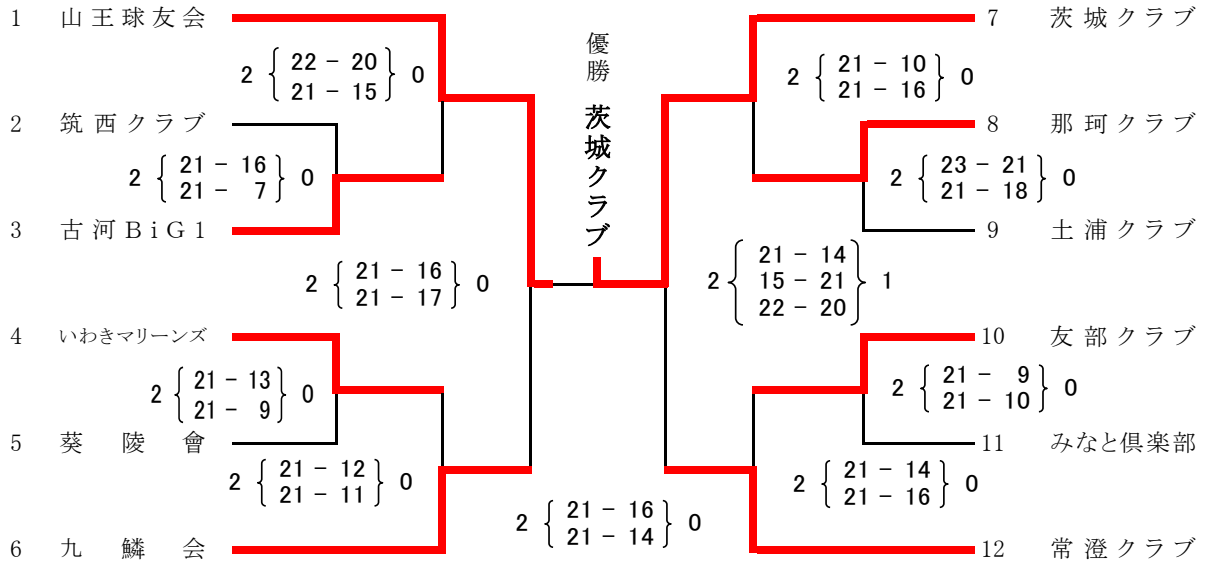 1 山王球友会
2 { 22 - 20 } 0
21 - 15
2 筑西クラブ
2 { 21 - 16 } 0
21 - 7
3 古河BiG1
2 { 21 - 16 } 0
21 - 17
4 いわきマリーンズ
2 { 21 - 13 } 0
21 - 9
5 葵陵會
2 { 21 - 12 } 0
21 - 11
6 九鱗会
優勝
茨城クラブ
2 { 21 - 16 } 0
21 - 14
7 茨城クラブ
2 { 21 - 10 } 0
21 - 16
8 那珂クラブ
2 { 23 - 21 } 0
21 - 18
9 土浦クラブ
2 { 21 - 14
15 - 21 } 1
22 - 20
10 友部クラブ
2 { 21 - 9 } 0
21 - 10
11 みなと倶楽部
2 { 21 - 14 } 0
21 - 16
12 常澄クラブ